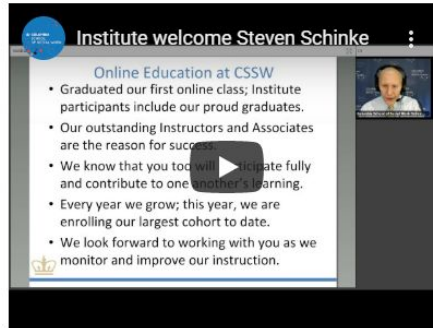 Institute welcome Steven Schinke
Online Education at CSSW
• Graduated our first online class; Institute
participants include our proud graduates.
• Our outstanding Instructors and Associates
are the reason for success.
• We know that you too will participate fully
and contribute to one another's learning.
• Every year we grow; this year, we are
enrolling our largest cohort to date.
• We look forward to working with you as we
monitor and improve our instruction.